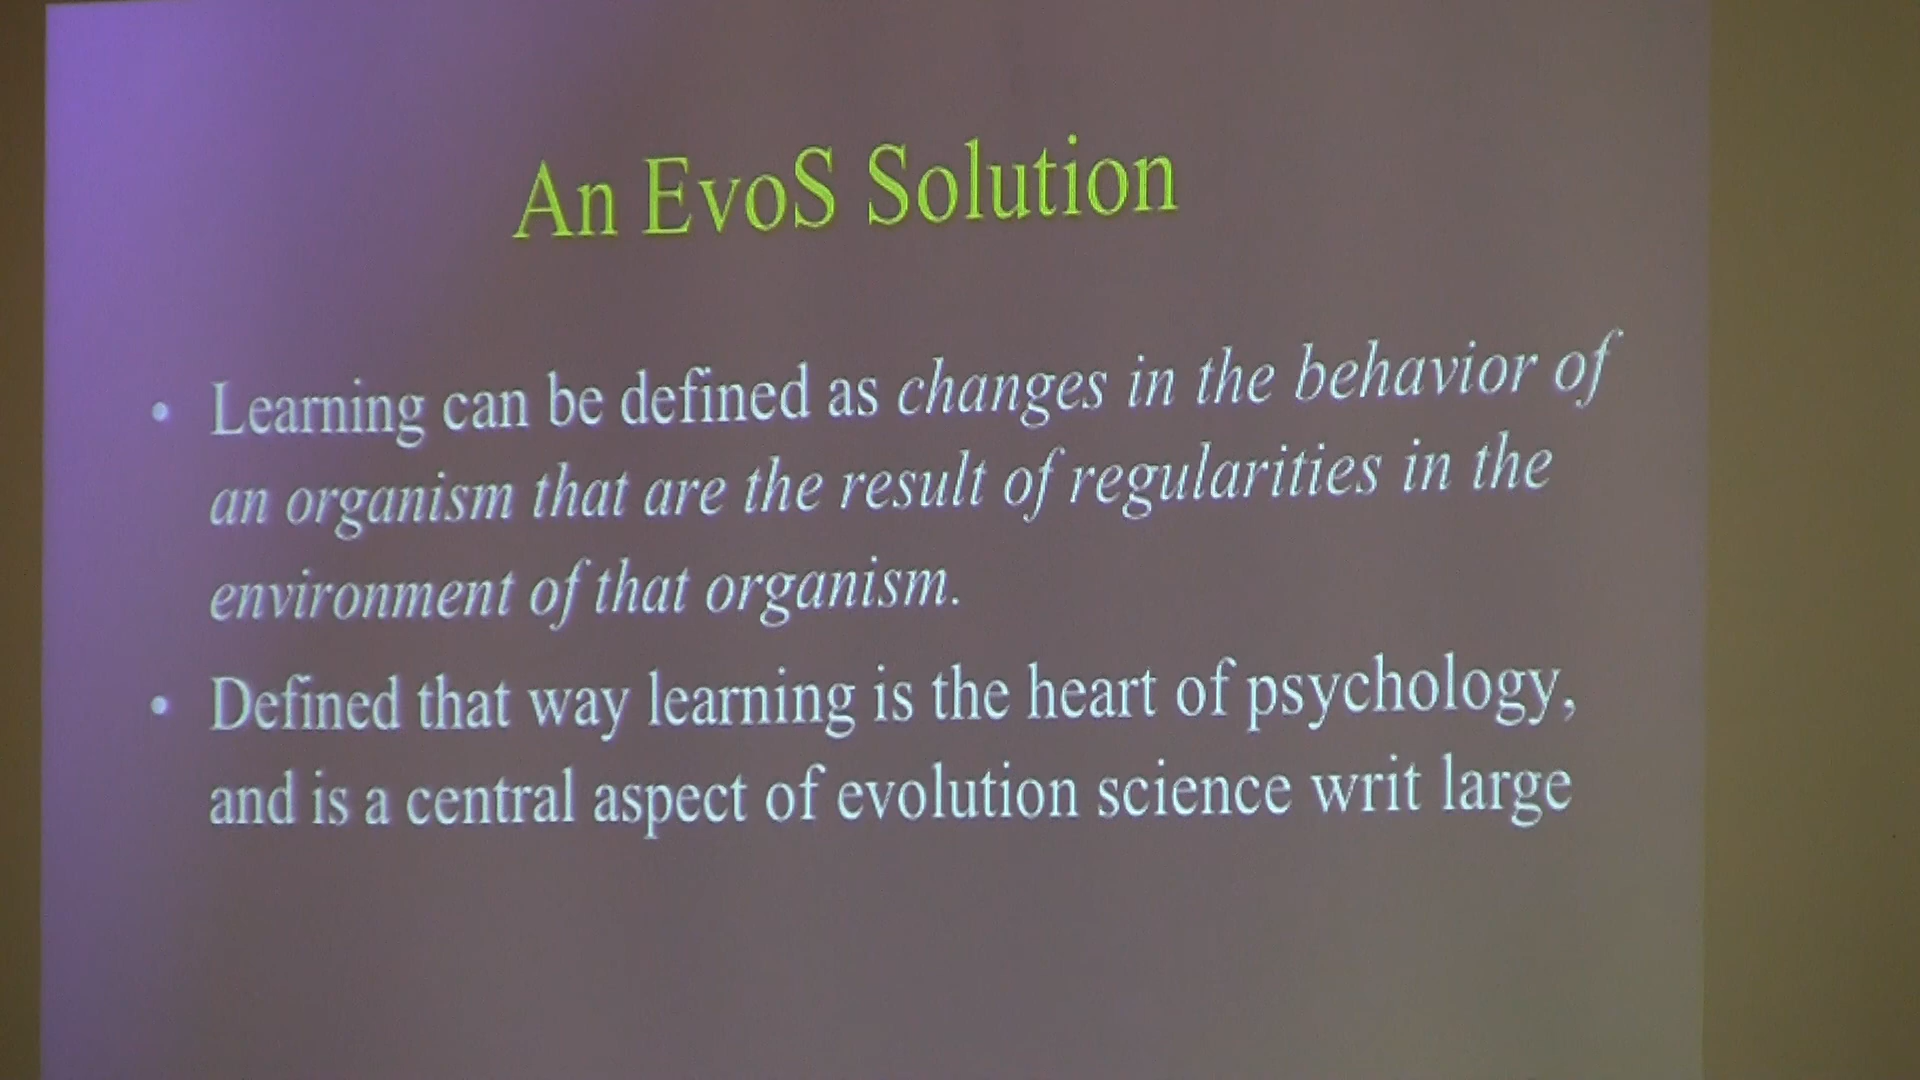 An EvoS Solution
• Learning can be defined as changes in the behavior of
an organism that are the result of regularities in the
environment of that organism.
• Defined that way learning is the heart of psychology,
and is a central aspect of evolution science writ large